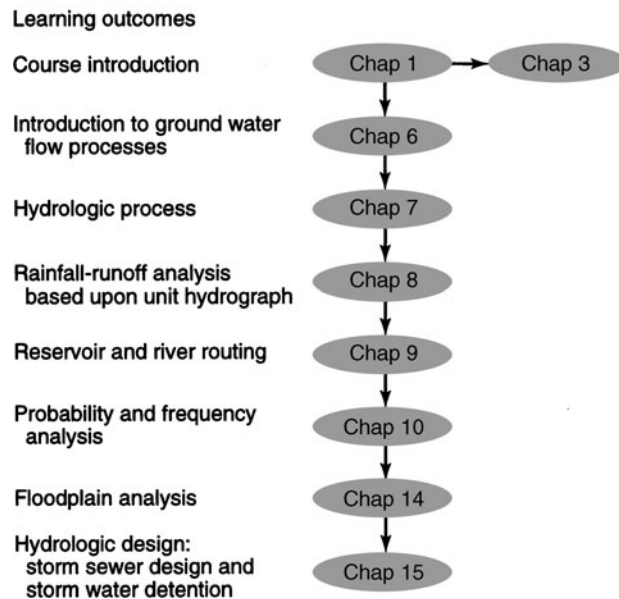 Learning outcomes
Course introduction
Chap 1
Chap 3
Introduction to ground water
flow processes
Chap 6
Hydrologic process
Chap 7
Rainfall-runoff analysis
based upon unit hydrograph
Chap 8
Reservoir and river routing
Chap 9
Probability and frequency
analysis
Chap 10
Floodplain analysis
Chap 14
Hydrologic design:
storm sewer design and
storm water detention
Chap 15